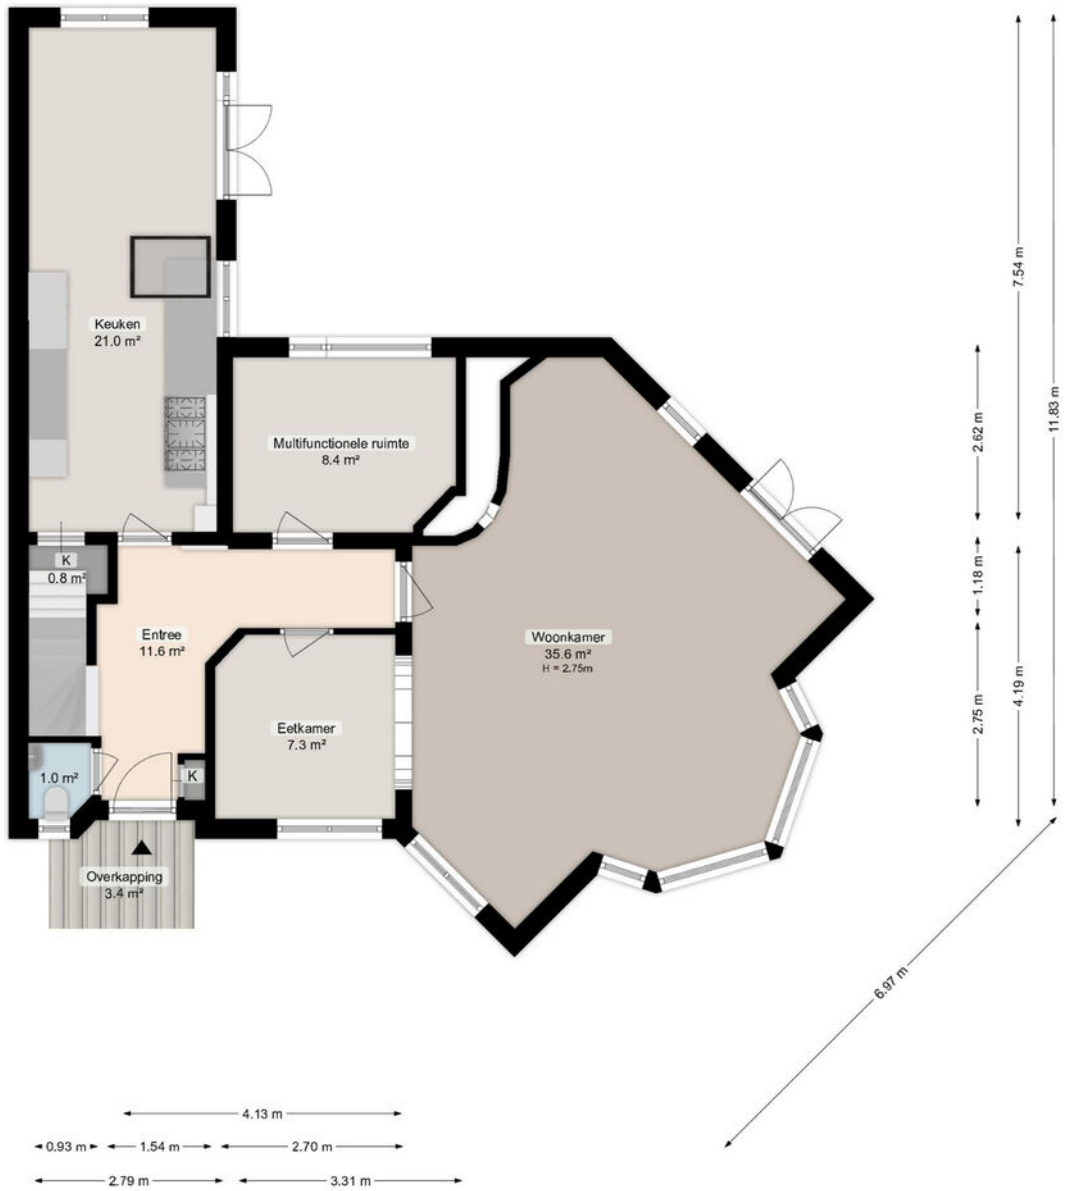 Keuken
21.0 m²
Multifunctionele ruimte
8.4 m²
K
0.8 m²
Entree
11.6 m²
Woonkamer
35.6 m²
H = 2.75m
Eetkamer
7.3 m²
1.0 m²
K
Overkapping
3.4 m²
7.54 m
11.83 m
2.62 m
1.18 m
4.19 m
2.75 m
6.97 m
4.13 m
0.93 m
1.54 m
2.70 m
2.79 m
3.31 m